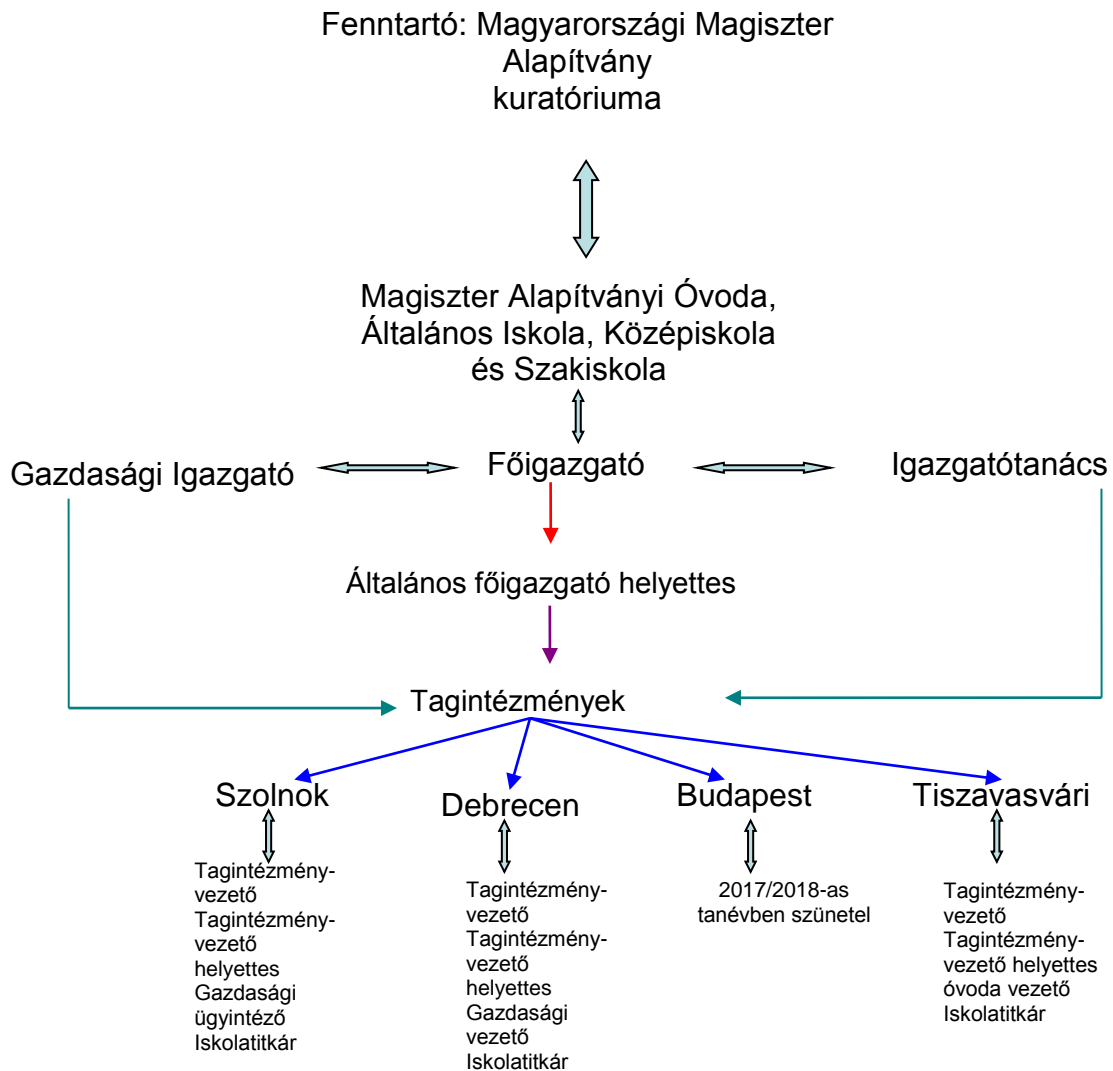 Fenntartó: Magyarországi Magiszter
Alapítvány
kuratóriuma
Magiszter Alapítványi Óvoda,
Általános Iskola, Középiskola
és Szakiskola
Gazdasági Igazgató
Főigazgató
Igazgatótanács
Általános főigazgató helyettes
Tagintézmények
Szolnok
Debrecen
Budapest
Tiszavasvári
Tagintézmény-
vezető
Tagintézmény-
vezető
helyettes
Gazdasági
ügyintéző
Iskolatitkár
Tagintézmény-
vezető
Tagintézmény-
vezető
helyettes
Gazdasági
vezető
Iskolatitkár
2017/2018-as
tanévben szünetel
Tagintézmény-
vezető
Tagintézmény-
vezető helyettes
óvoda vezető
Iskolatitkár